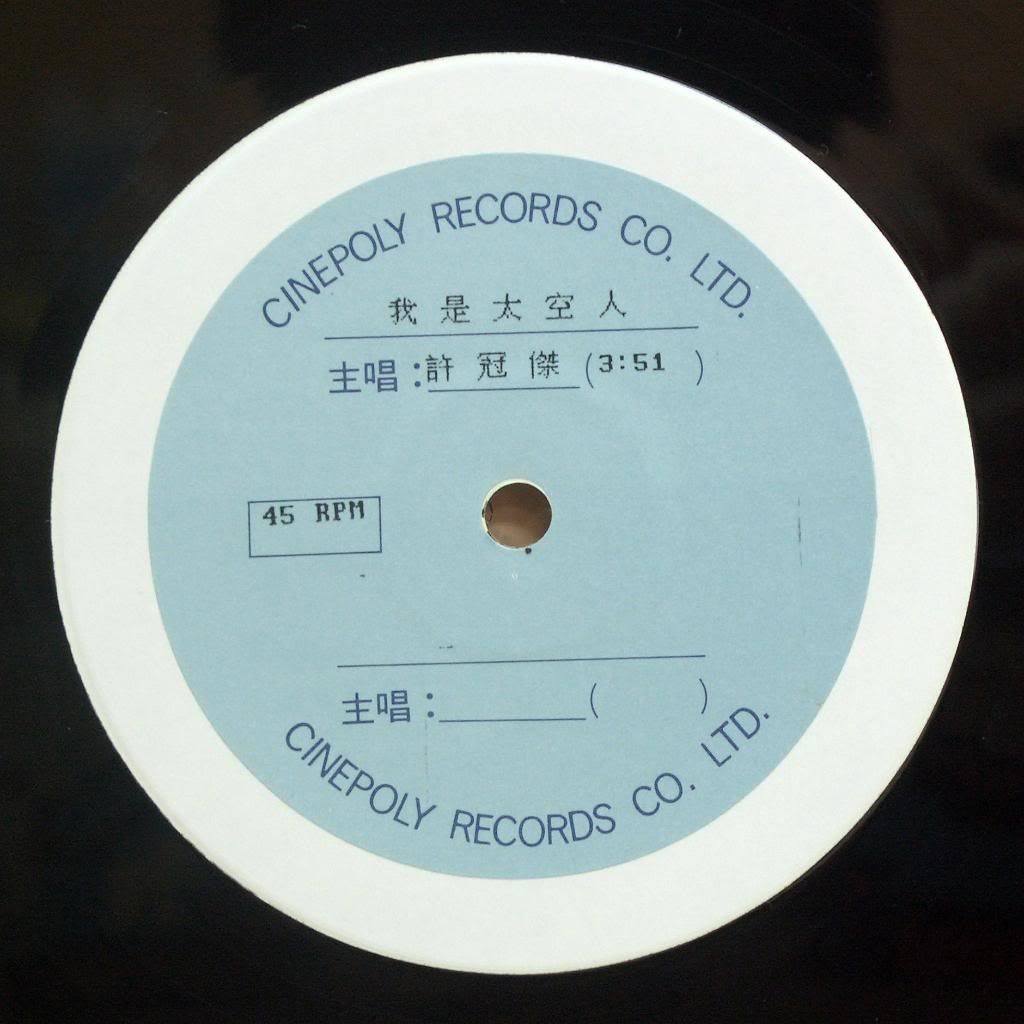 CINEPOLY RECORDS CO. LTD.
我是太空人
主唱：許冠傑（3:51　）
45 RPM
主唱：＿＿＿＿（　　）
CINEPOLY RECORDS CO. LTD.